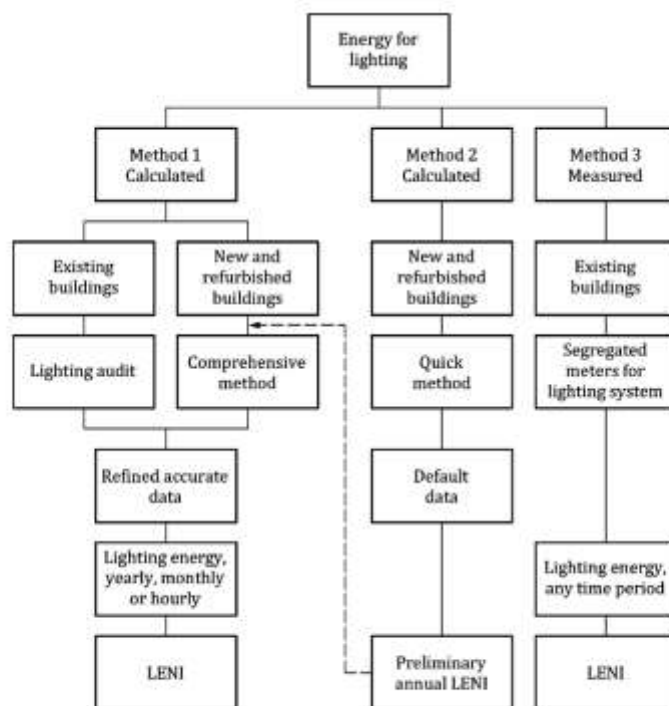 Energy for
lighting
Method 1
Calculated
Method 2
Calculated
Method 3
Measured
Existing
buildings
New and
refurbished
buildings
New and
refurbished
buildings
Existing
buildings
Lighting audit
Comprehensive
method
Quick
method
Segregated
meters for
lighting system
Refined accurate
data
Default
data
Lighting energy,
yearly, monthly
or hourly
Lighting energy,
any time period
LENI
Preliminary
annual LENI
LENI